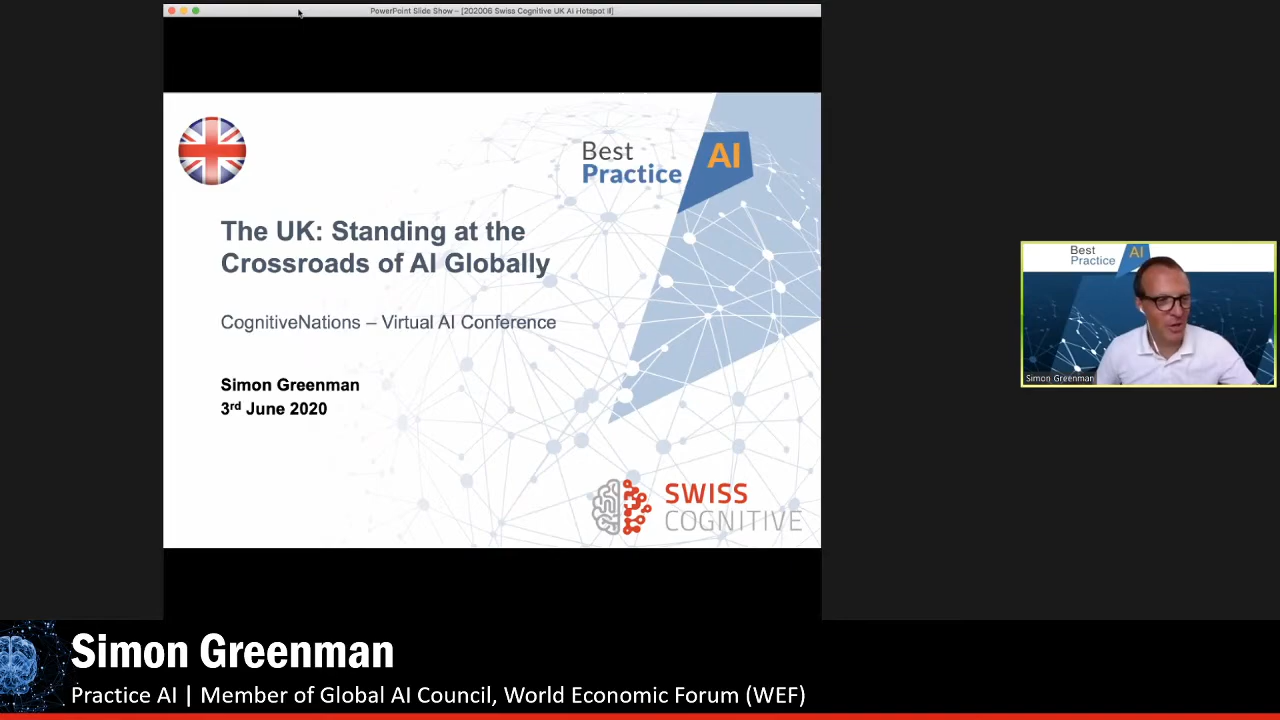 PowerPoint Slide Show - [202006 Swiss Cognitive UK AI Hotspot II]
Best
Practice
AI
The UK: Standing at the
Crossroads of AI Globally
CognitiveNations – Virtual AI Conference
Simon Greenman
3rd June 2020
SWISS
COGNITIVE
Best
Practice
AI
Simon Greenman
Simon Greenman
Practice AI | Member of Global AI Council, World Economic Forum (WEF)